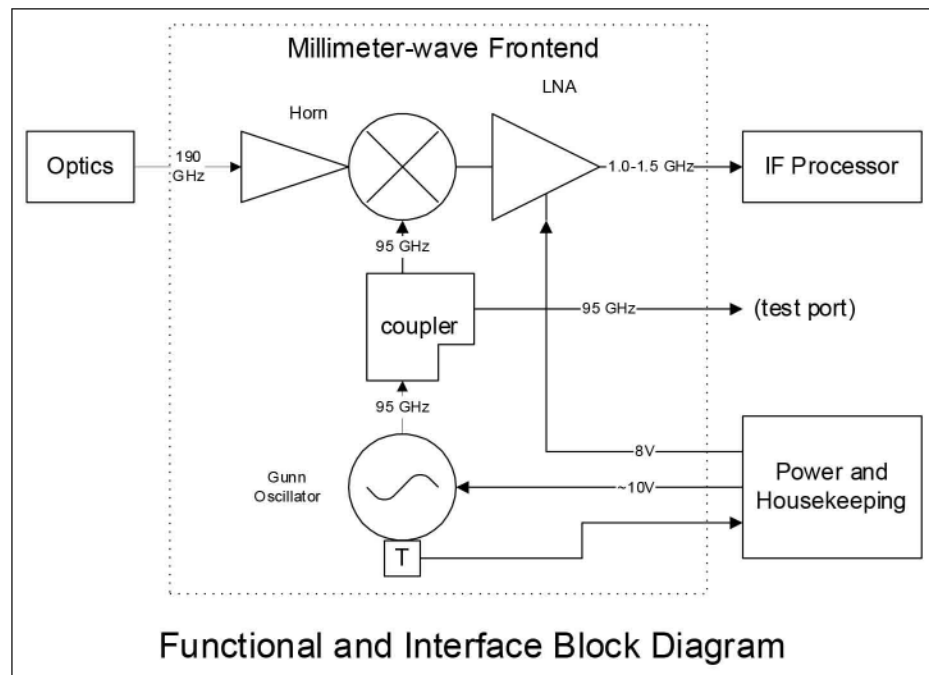 Millimeter-wave Frontend
LNA
Horn
Optics
190
GHz
1.0-1.5 GHz
IF Processor
95 GHz
coupler
95 GHz
(test port)
95 GHz
8V
Gunn
Oscillator
~10V
Power and
Housekeeping
T
Functional and Interface Block Diagram